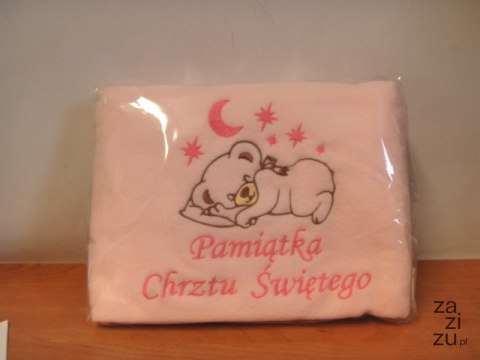 Pamiątka
Chrztu Świętego
za
zi
zu.pl